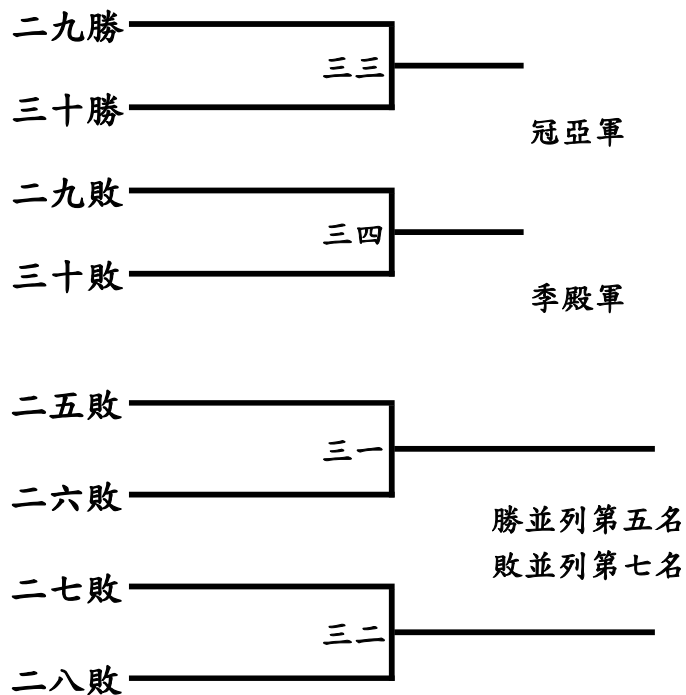 二九勝
三三
三十勝
冠亞軍
二九敗
三四
三十敗
季殿軍
二五敗
三一
二六敗
勝並列第五名
敗並列第七名
二七敗
三二
二八敗